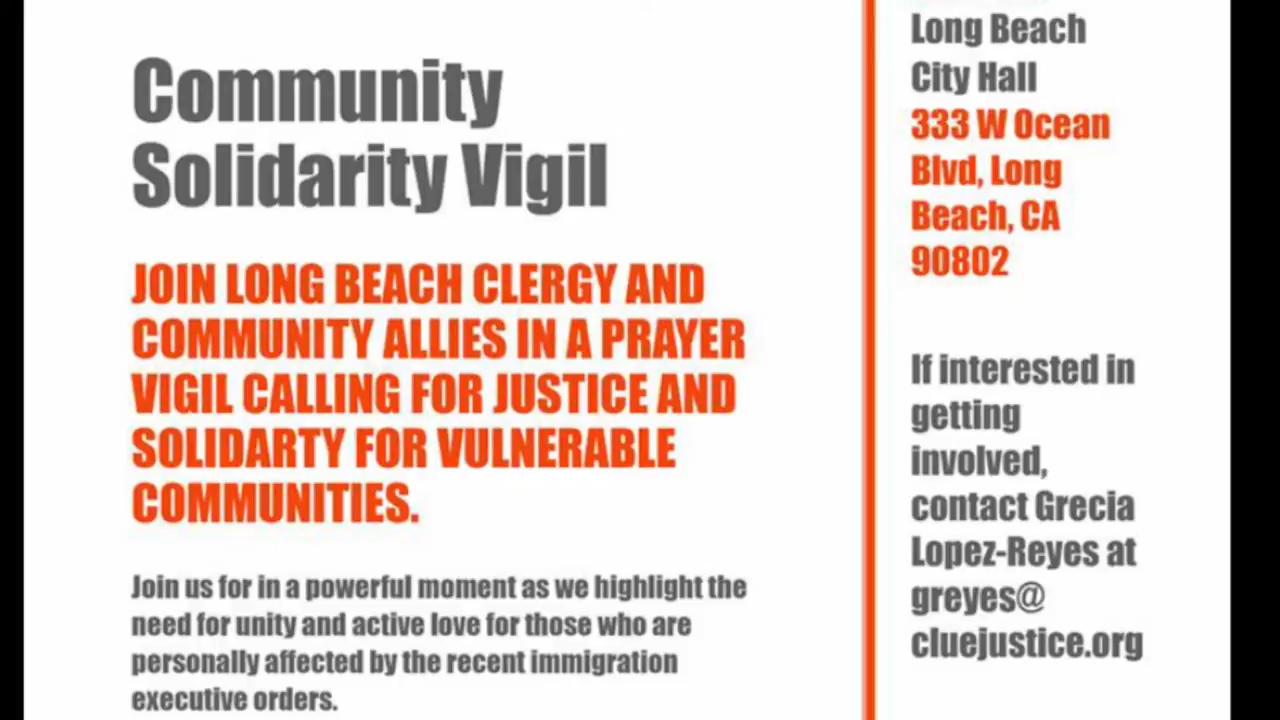 Community
Solidarity Vigil
JOIN LONG BEACH CLERGY AND
COMMUNITY ALLIES IN A PRAYER
VIGIL CALLING FOR JUSTICE AND
SOLIDARTY FOR VULNERABLE
COMMUNITIES.
Join us for in a powerful moment as we highlight the
need for unity and active love for those who are
personally affected by the recent immigration
executive orders.
Long Beach
City Hall
333 W Ocean
Blvd, Long
Beach, CA
90802
If interested in
getting
involved,
contact Grecia
Lopez-Reyes at
greyes@
cluejustice.org